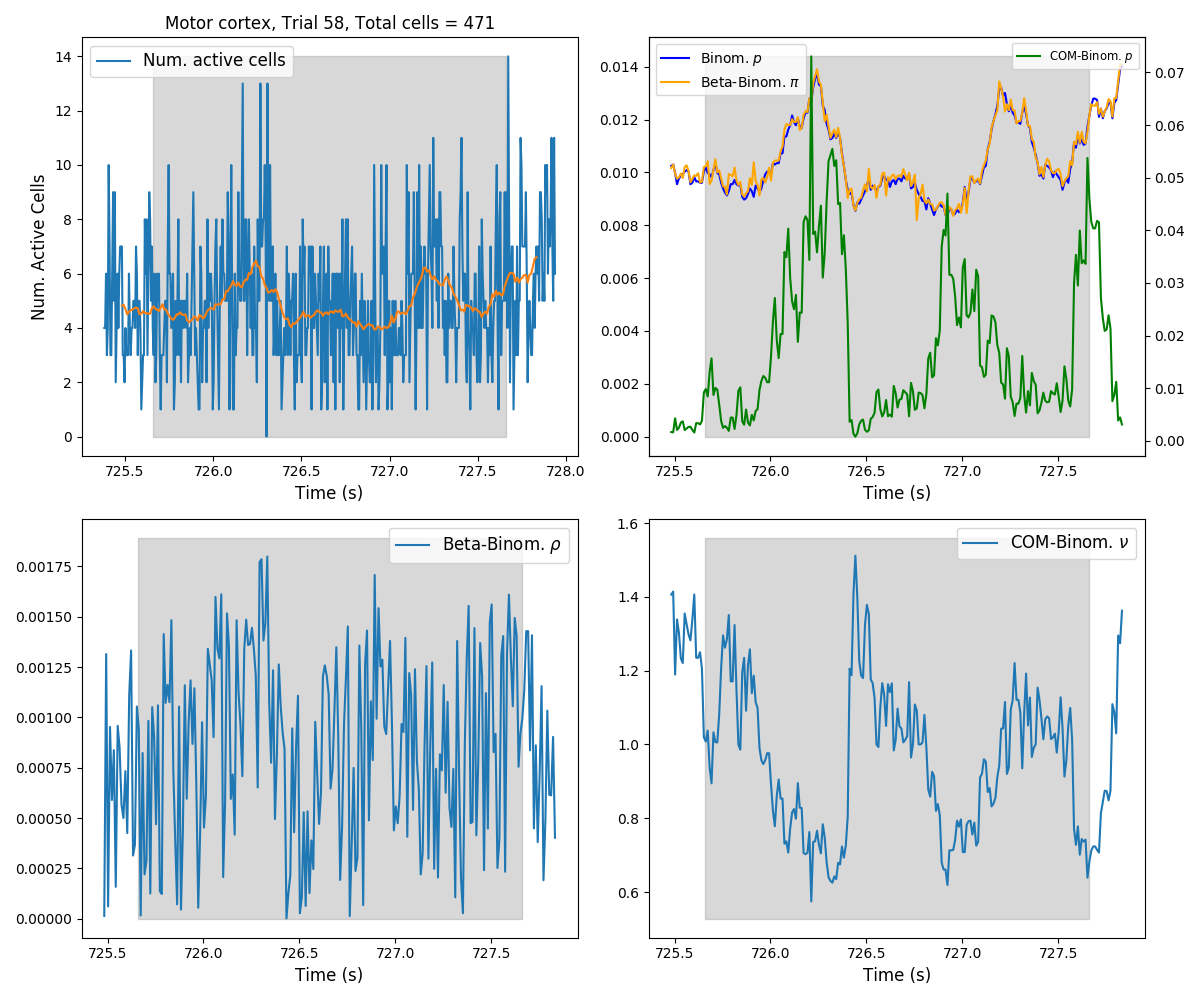 Motor cortex, Trial 58, Total cells = 471
Num. active cells
Num. Active Cells
14
12
10
8
6
4
2
0
725.5 726.0 726.5 727.0 727.5 728.0
Time (s)
Binom. p
Beta-Binom. π
COM-Binom. p
0.014
0.012
0.010
0.008
0.006
0.004
0.002
0.000
0.07
0.06
0.05
0.04
0.03
0.02
0.01
0.00
725.5 726.0 726.5 727.0 727.5
Time (s)
Beta-Binom. ρ
0.00175
0.00150
0.00125
0.00100
0.00075
0.00050
0.00025
0.00000
725.5 726.0 726.5 727.0 727.5
Time (s)
COM-Binom. ν
1.6
1.4
1.2
1.0
0.8
0.6
725.5 726.0 726.5 727.0 727.5
Time (s)